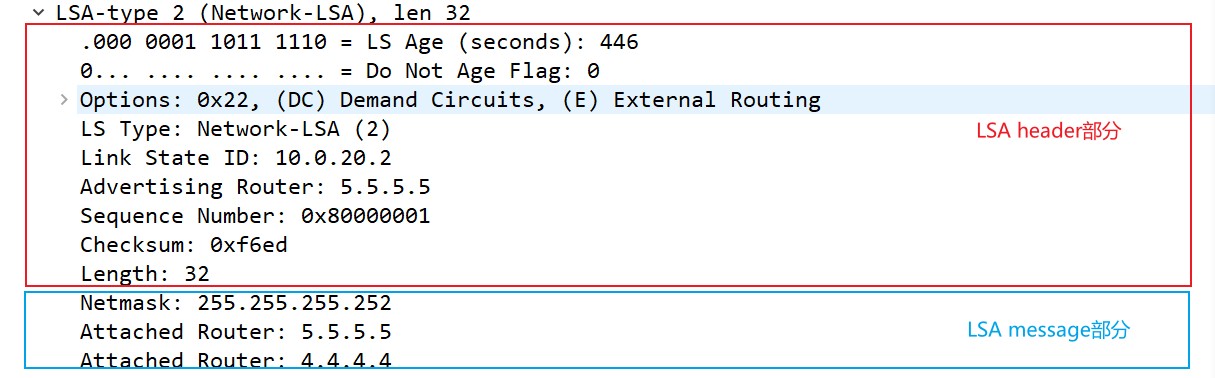 LSA-type 2 (Network-LSA), len 32
.000 0001 1011 1110 = LS Age (seconds): 446
0... .... .... .... = Do Not Age Flag: 0
Options: 0x22, (DC) Demand Circuits, (E) External Routing
LS Type: Network-LSA (2)
LSA header部分
Link State ID: 10.0.20.2
Advertising Router: 5.5.5.5
Sequence Number: 0x80000001
Checksum: 0xf6ed
Length: 32
Netmask: 255.255.255.252
Attached Router: 5.5.5.5
LSA message部分
Attached Router: 4.4.4.4